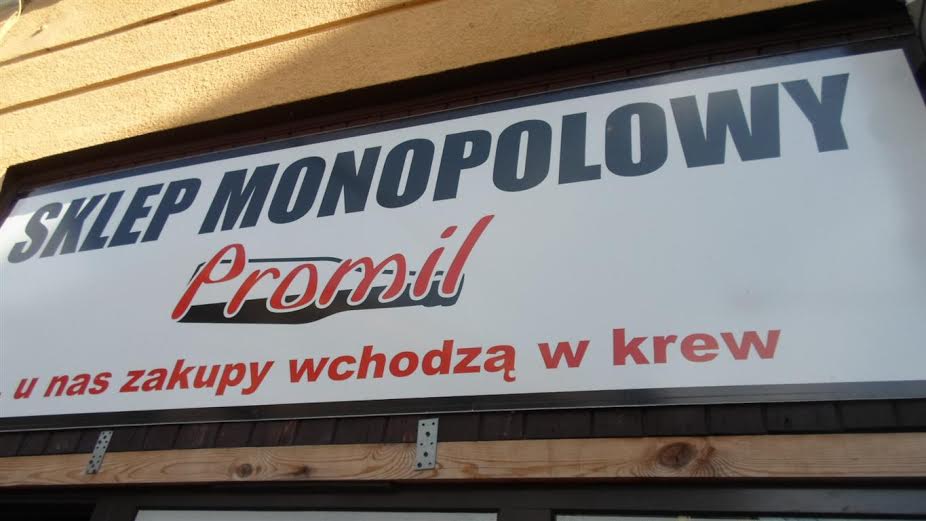 SKLEP MONOPOLOWY
Promil
. u nas zakupy wchodzą w krew